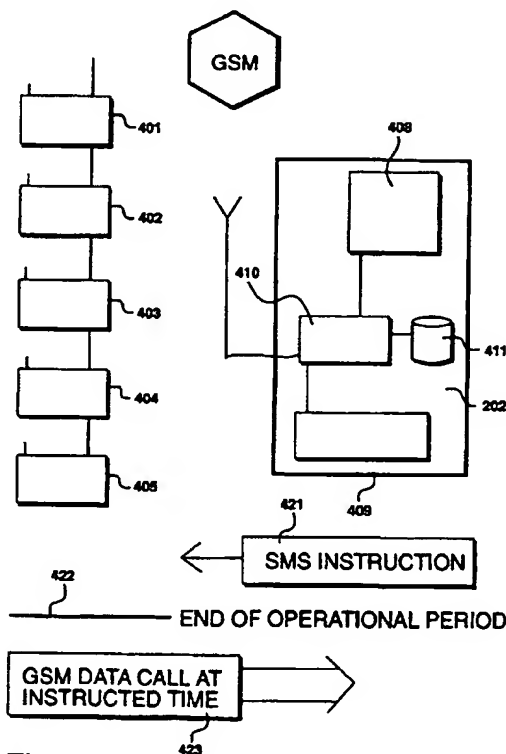 GSM
401
408
402
410
403
411
404
202
405
409
421
SMS INSTRUCTION
422
END OF OPERATIONAL PERIOD
GSM DATA CALL AT
INSTRUCTED TIME
423